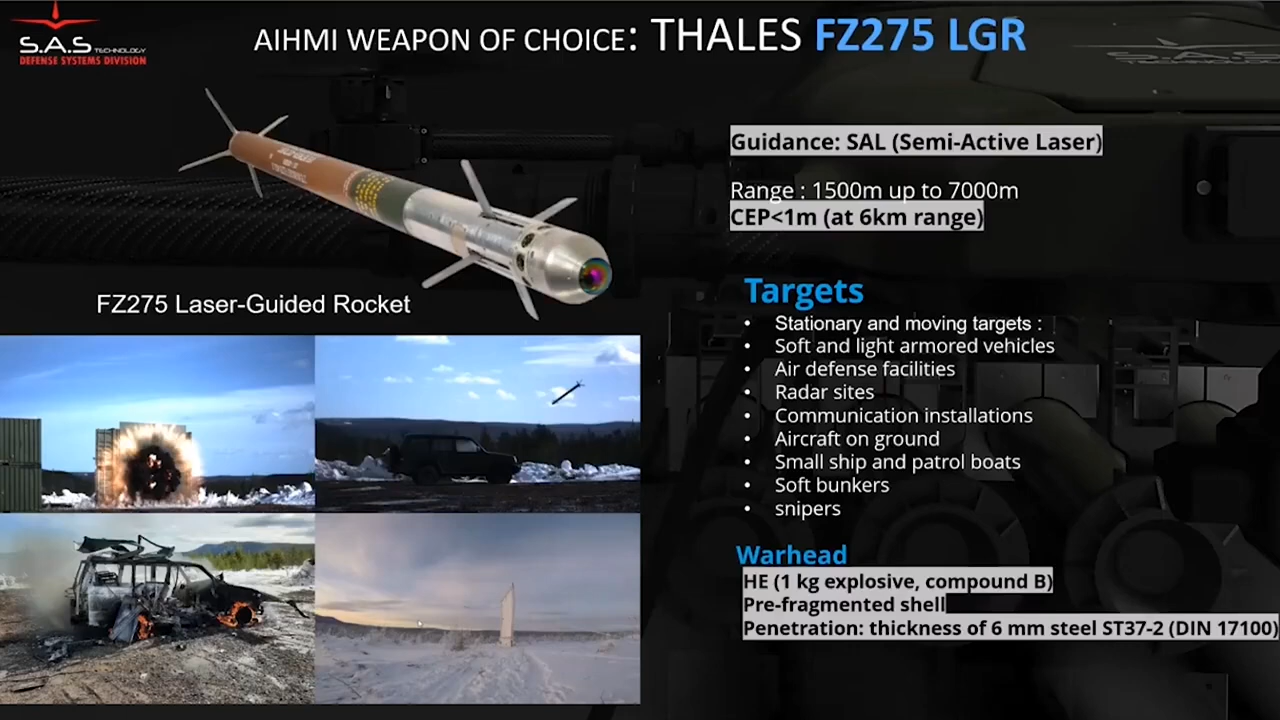 S.A.S TECHNOLOGY
DEFENSE SYSTEMS DIVISION
AIHMI WEAPON OF CHOICE: THALES FZ275 LGR
Guidance: SAL (Semi-Active Laser)
Range : 1500m up to 7000m
CEP<1m (at 6km range)
FZ275 Laser-Guided Rocket
Targets
• Stationary and moving targets :
• Soft and light armored vehicles
• Air defense facilities
• Radar sites
• Communication installations
• Aircraft on ground
• Small ship and patrol boats
• Soft bunkers
• snipers
Warhead
HE (1 kg explosive, compound B)
Pre-fragmented shell
Penetration: thickness of 6 mm steel ST37-2 (DIN 17100)